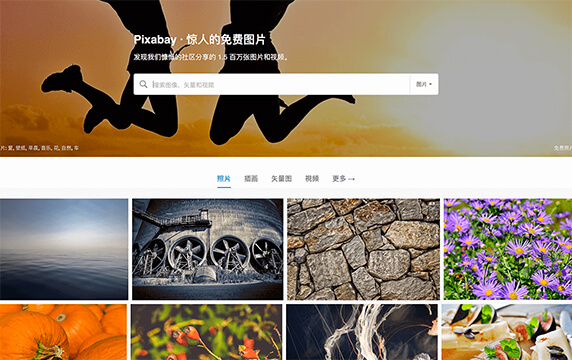 Pixabay · 惊人的免费图片
发现我们慷慨的社区分享的 1.5 百万张图片和视频。
搜索图像、矢量和视频
图片
片: 爱, 壁纸, 早晨, 音乐, 花, 自然, 车
免费照片
照片 插画 矢量图 视频 更多 →